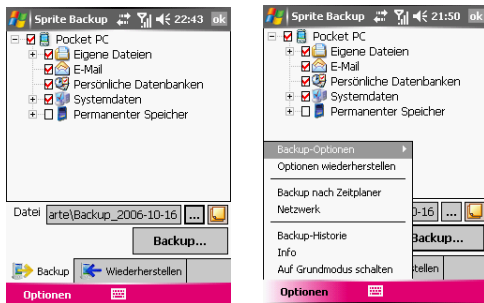 Sprite Backup 22:43 ok
Pocket PC
Eigene Dateien
E-Mail
Persönliche Datenbanken
Systemdaten
Permanenter Speicher
Datei arte\Backup_2006-10-16 ...
Backup...
Backup Wiederherstellen
Optionen
Sprite Backup 21:50 ok
Pocket PC
Eigene Dateien
E-Mail
Persönliche Datenbanken
Systemdaten
Permanenter Speicher
Backup-Optionen
Optionen wiederherstellen
Backup nach Zeitplaner
Netzwerk
0-16 ...
Backup-Historie
Backup...
Info
Auf Grundmodus schalten
stellen
Optionen